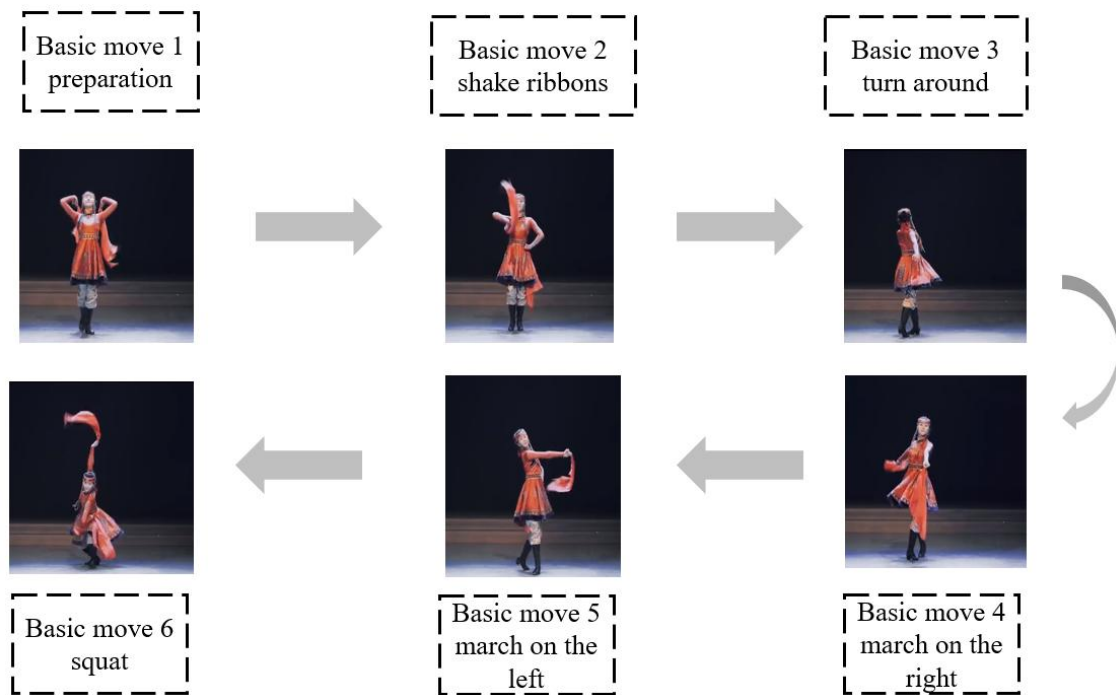 Basic move 1
preparation
Basic move 2
shake ribbons
Basic move 3
turn around
Basic move 6
squat
Basic move 5
march on the
left
Basic move 4
march on the
right